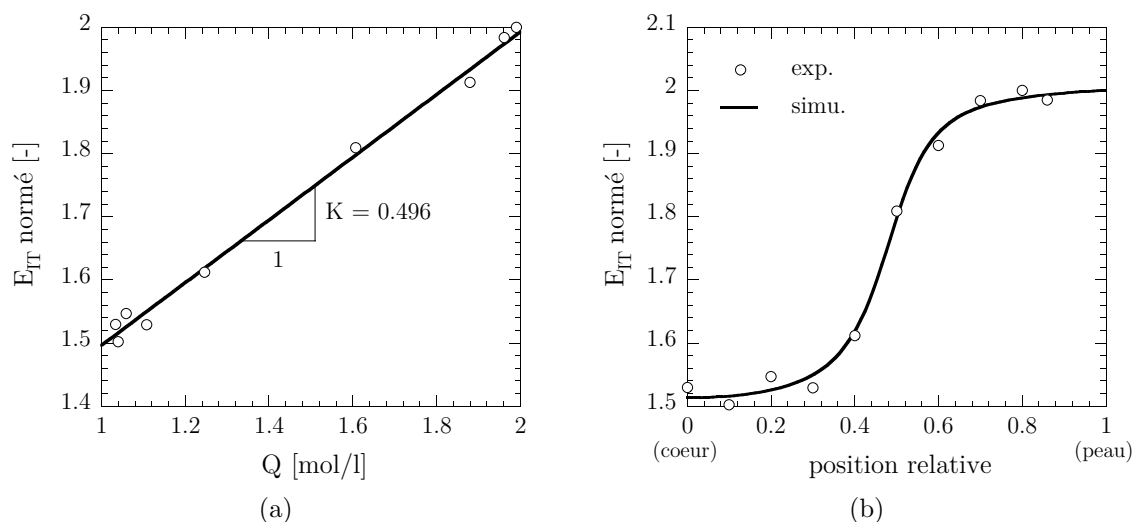 2
1.9
1.8
1.7
1.6
1.5
1.4
E_IT normé [-]
K = 0.496
1
1 1.2 1.4 1.6 1.8 2
Q [mol/l]
(a)
2.1
2
1.9
1.8
1.7
1.6
1.5
E_IT normé [-]
exp.
simu.
0 0.2 0.4 0.6 0.8 1
(coeur) (peau)
position relative
(b)